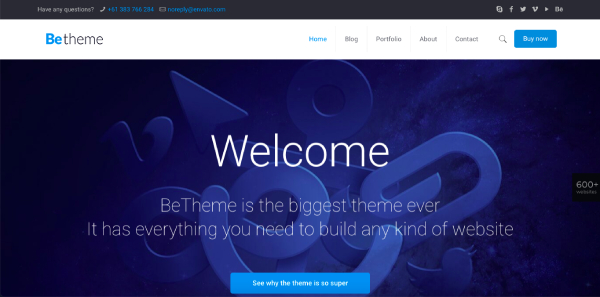 Have any questions? +61 383 766 284 noreply@envato.com
Betheme Home Blog Portfolio About Contact Buy now
Welcome
BeTheme is the biggest theme ever
It has everything you need to build any kind of website
600+
websites
See why the theme is so super